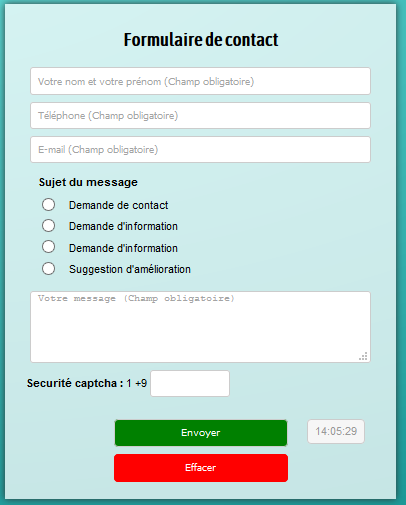 Formulaire de contact
Votre nom et votre prénom (Champ obligatoire)
Téléphone (Champ obligatoire)
E-mail (Champ obligatoire)
Sujet du message
Demande de contact
Demande d'information
Demande d'information
Suggestion d'amélioration
Votre message (Champ obligatoire)
Securité captcha : 1 +9
Envoyer 14:05:29
Effacer